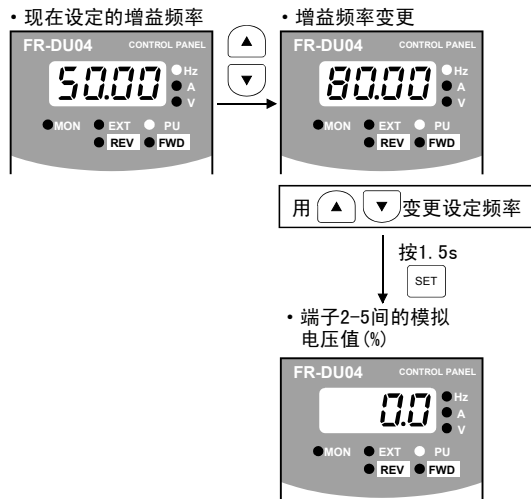 ・现在设定的增益频率
FR-DU04 CONTROL PANEL
50.00
Hz
A
V
MON EXT PU
REV FWD
▲
▼
・增益频率变更
FR-DU04 CONTROL PANEL
80.00
Hz
A
V
MON EXT PU
REV FWD
用 ▲ ▼ 变更设定频率
按1.5s
SET
・端子2-5间的模拟
电压值(%)
FR-DU04 CONTROL PANEL
0.0
Hz
A
V
MON EXT PU
REV FWD